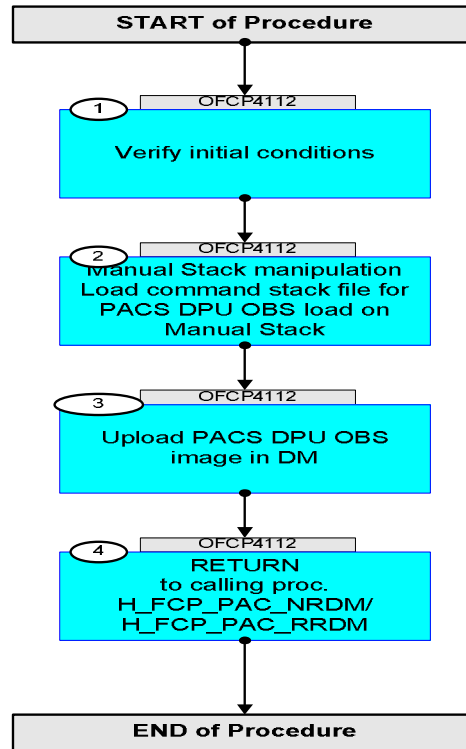 START of Procedure
OFCP4112
1
Verify initial conditions
OFCP4112
2
Manual Stack manipulation
Load command stack file for
PACS DPU OBS load on
Manual Stack
OFCP4112
3
Upload PACS DPU OBS
image in DM
OFCP4112
4
RETURN
to calling proc.
H_FCP_PAC_NRDM/
H_FCP_PAC_RRDM
END of Procedure